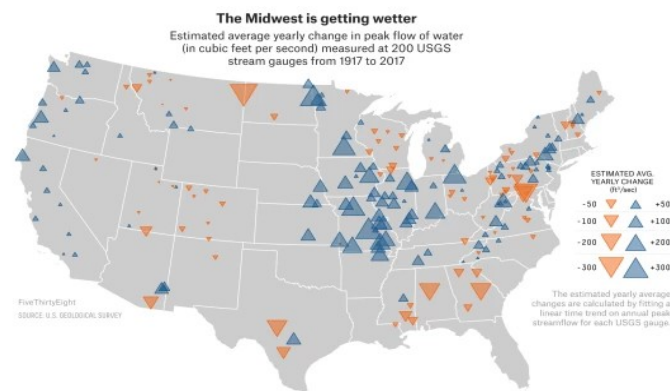 The Midwest is getting wetter
Estimated average yearly change in peak flow of water
(in cubic feet per second) measured at 200 USGS
stream gauges from 1917 to 2017
ESTIMATED AVG.
YEARLY CHANGE
(ft³/sec)
-50 +50
-100 +100
-200 +200
-300 +300
The estimated yearly average
changes are calculated by fitting a
linear time trend on annual peak
streamflow for each USGS gauge
FiveThirtyEight
SOURCE: U.S. GEOLOGICAL SURVEY